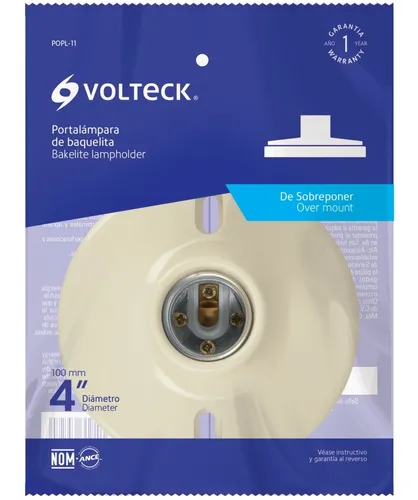 POPL-11
GARANTÍA
AÑO 1 YEAR
WARRANTY
VOLTECK®
Portalámpara
de baquelita
Bakelite lampholder
De Sobreponer
Over mount
100 mm
4”
Diámetro
Diameter
NOM-ANCE
Véase instructivo
y garantía al reverso